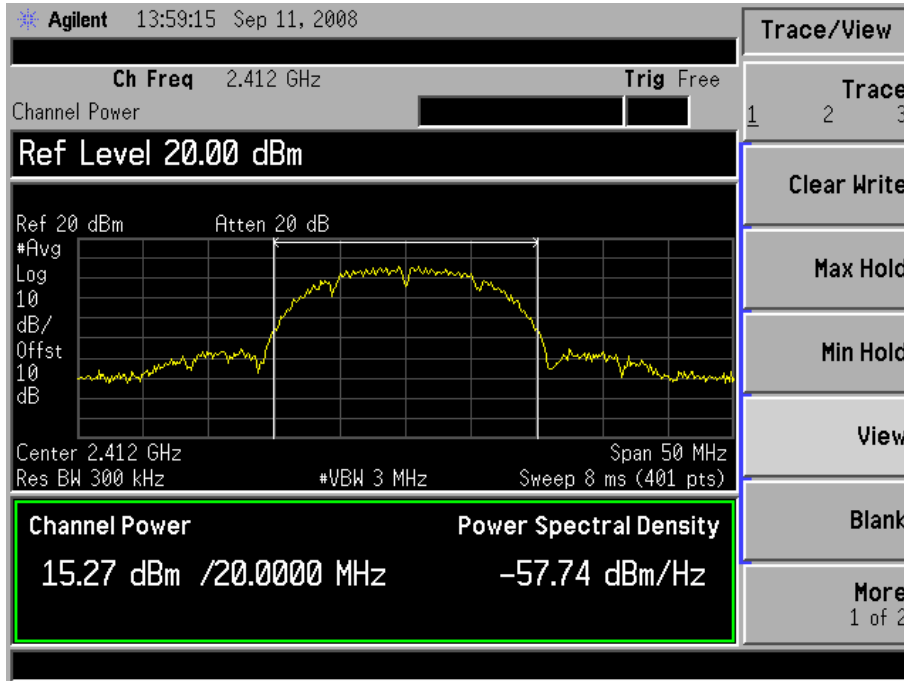 Agilent 13:59:15 Sep 11, 2008
Trace/View
Ch Freq 2.412 GHz Trig Free
Channel Power
Ref Level 20.00 dBm
Ref 20 dBm Atten 20 dB
#Avg
Log
10
dB/
Offst
10
dB
Center 2.412 GHz Span 50 MHz
Res BW 300 kHz #VBW 3 MHz Sweep 8 ms (401 pts)
Channel Power Power Spectral Density
15.27 dBm /20.0000 MHz -57.74 dBm/Hz
Trace
1 2 3
Clear Write
Max Hold
Min Hold
View
Blank
More
1 of 2